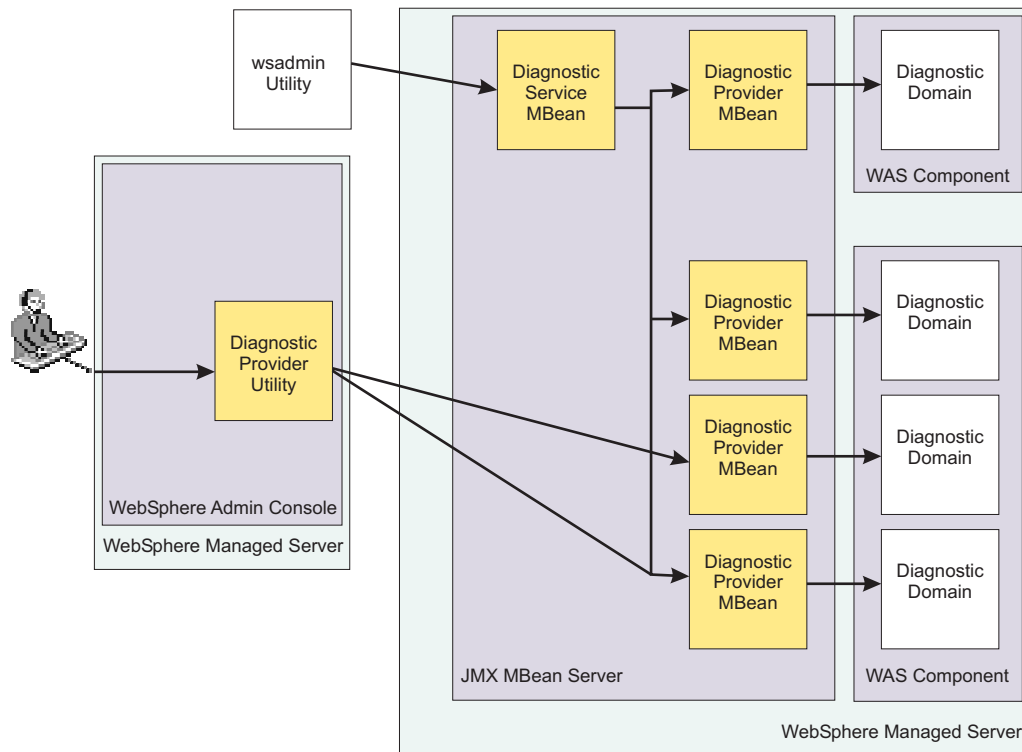 wsadmin
Utility
Diagnostic
Service
MBean
Diagnostic
Provider
MBean
Diagnostic
Domain
WAS Component
Diagnostic
Provider
Utility
WebSphere Admin Console
WebSphere Managed Server
Diagnostic
Provider
MBean
Diagnostic
Domain
Diagnostic
Provider
MBean
Diagnostic
Domain
Diagnostic
Provider
MBean
Diagnostic
Domain
JMX MBean Server
WAS Component
WebSphere Managed Server